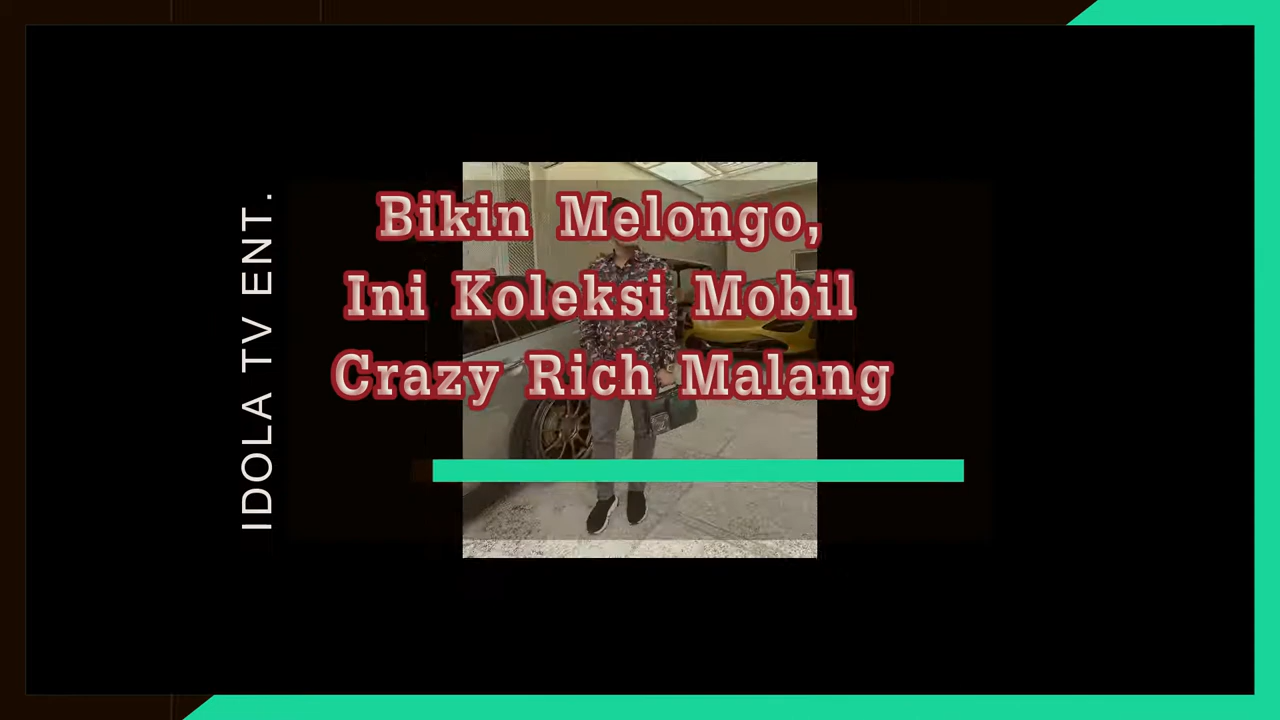 IDOLA TV ENT.
Bikin Melongo,
Ini Koleksi Mobil
Crazy Rich Malang